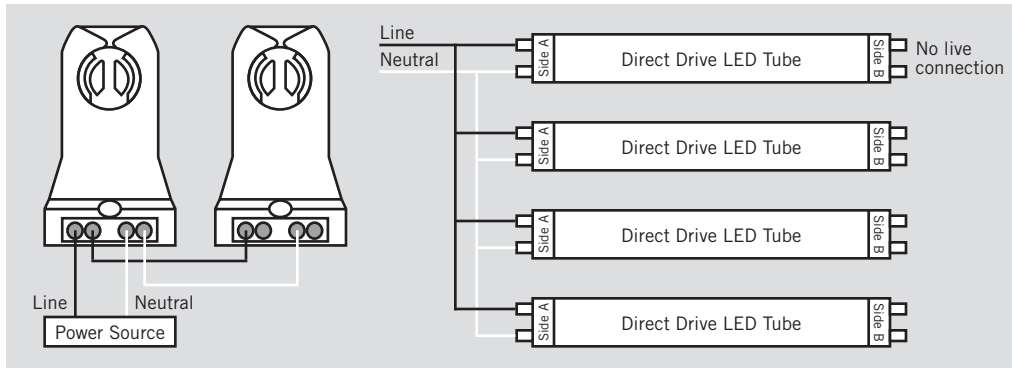 Line
Neutral
Power Source
Line
Neutral
Side A
Direct Drive LED Tube
Side B
No live
connection
Side A
Direct Drive LED Tube
Side B
Side A
Direct Drive LED Tube
Side B
Side A
Direct Drive LED Tube
Side B